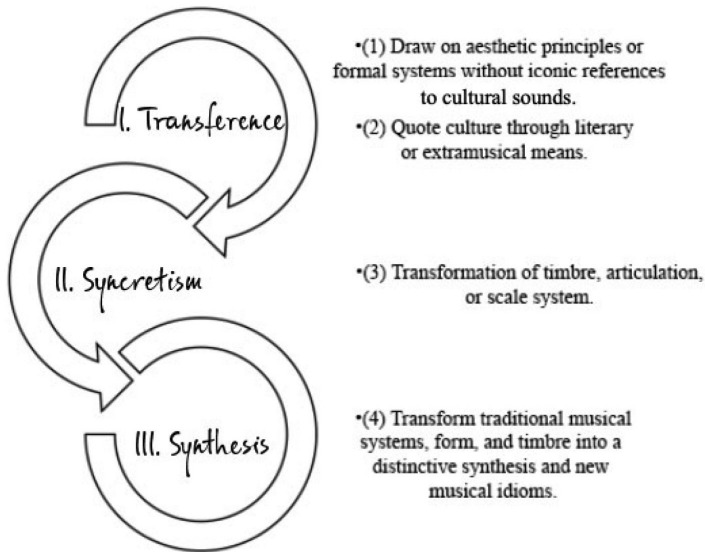 •(1) Draw on aesthetic principles or
formal systems without iconic references
to cultural sounds.
I. Transference
•(2) Quote culture through literary
or extramusical means.
II. Syncretism
•(3) Transformation of timbre, articulation,
or scale system.
III. Synthesis
•(4) Transform traditional musical
systems, form, and timbre into a
distinctive synthesis and new
musical idioms.